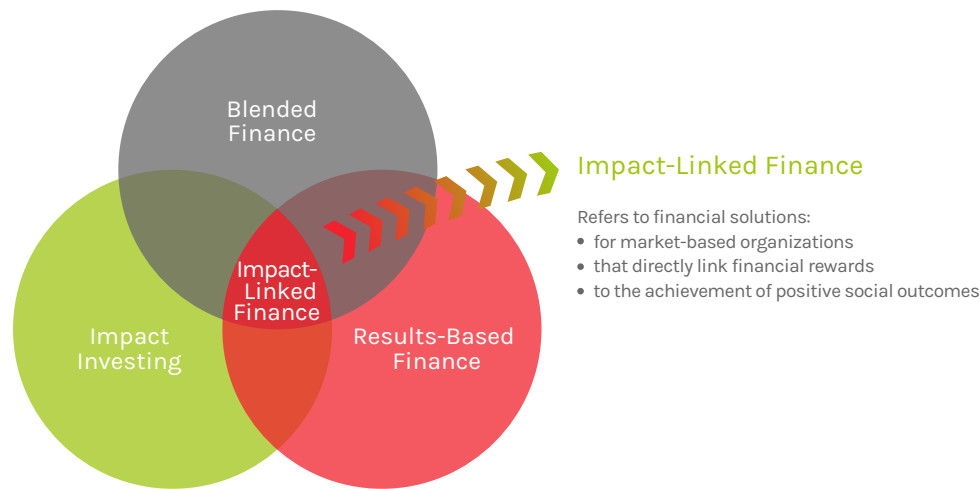 Blended
Finance
Impact-Linked Finance
Refers to financial solutions:
• for market-based organizations
• that directly link financial rewards
• to the achievement of positive social outcomes
Impact-
Linked
Finance
Impact
Investing
Results-Based
Finance